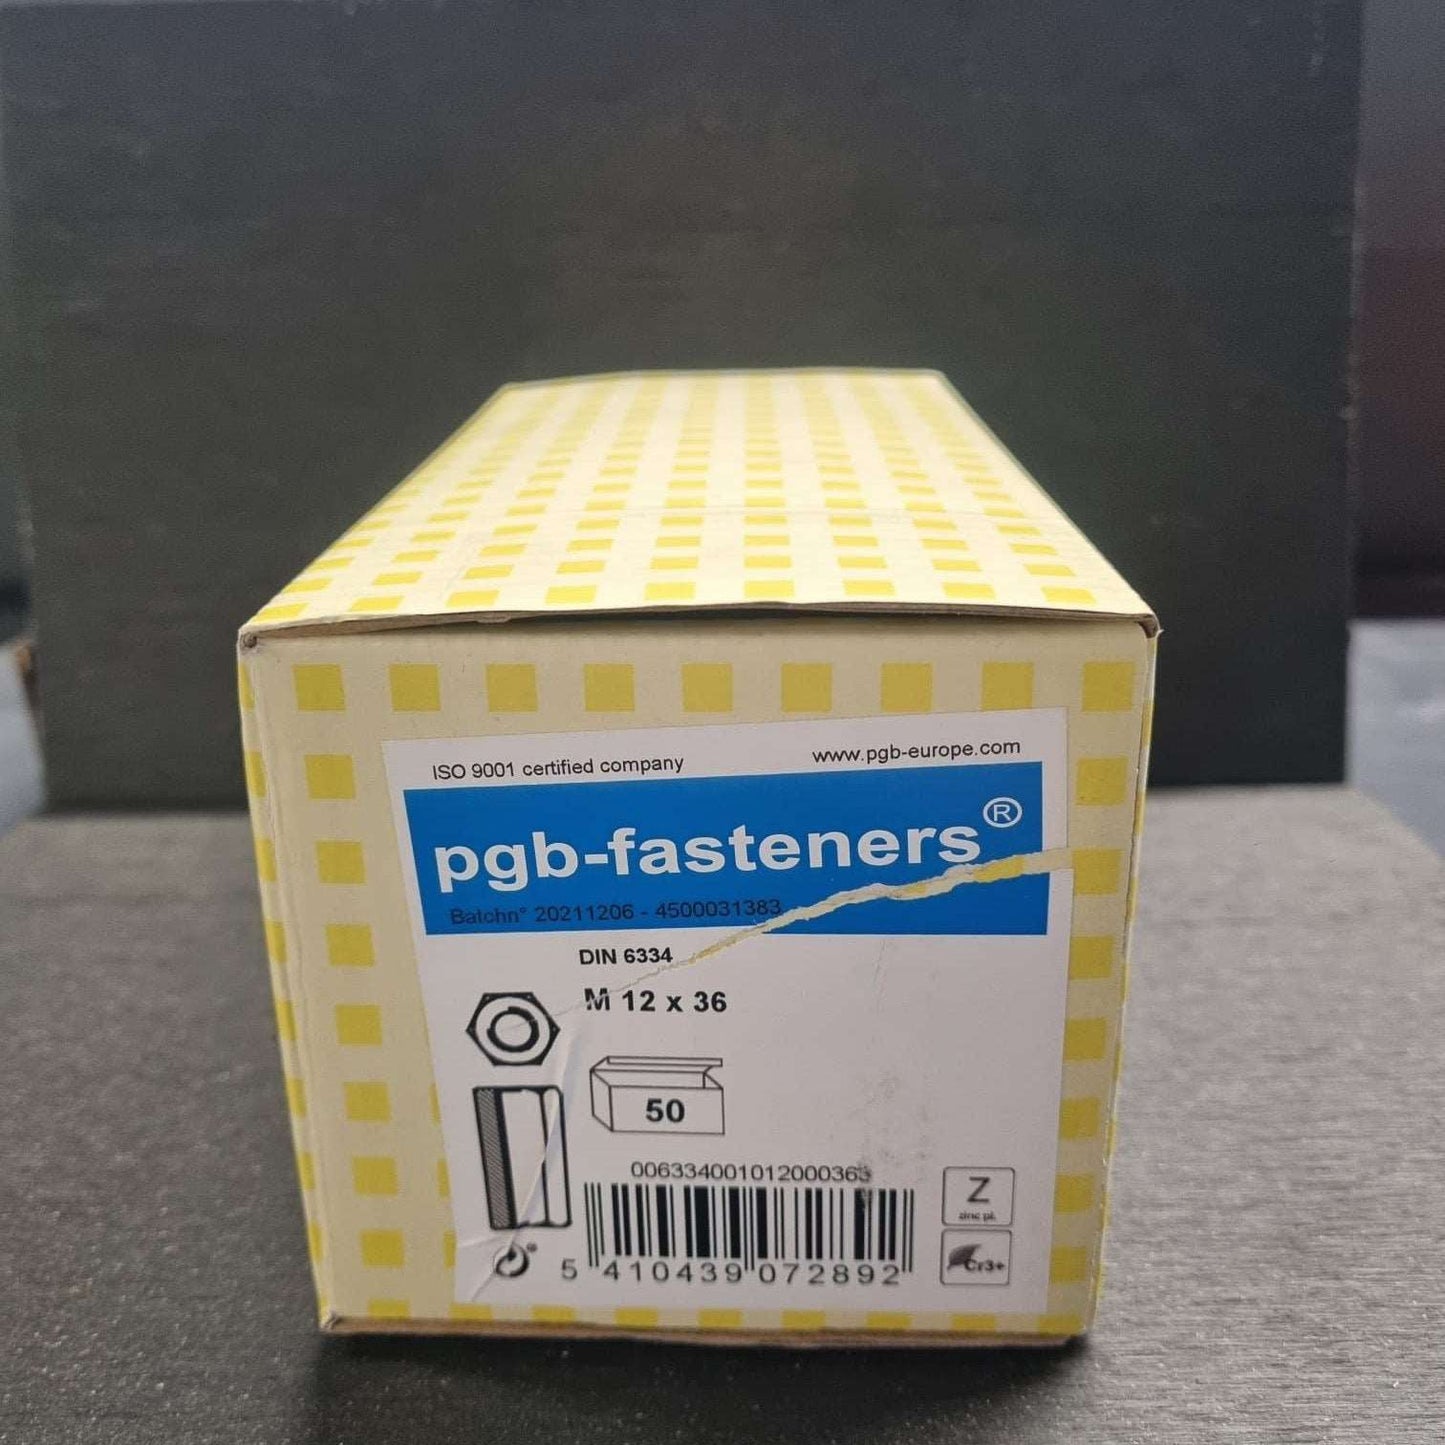 ISO 9001 certified company www.pgb-europe.com
pgb-fasteners®
Batchn° 20211206 - 4500031383
DIN 6334
M 12 x 36
50
006334001012000363
5 410439 072892
Z
zinc pl.
Cr3+